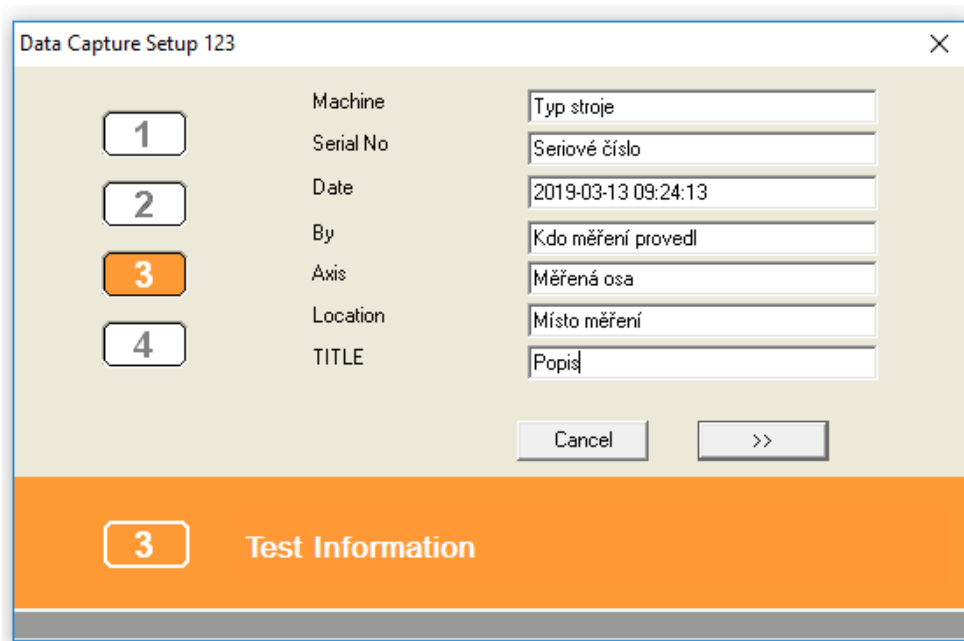 Data Capture Setup 123
1
2
3
4
Machine Typ stroje
Serial No Seriové číslo
Date 2019-03-13 09:24:13
By Kdo měření provedl
Axis Měřená osa
Location Místo měření
TITLE Popis
Cancel >>
3 Test Information